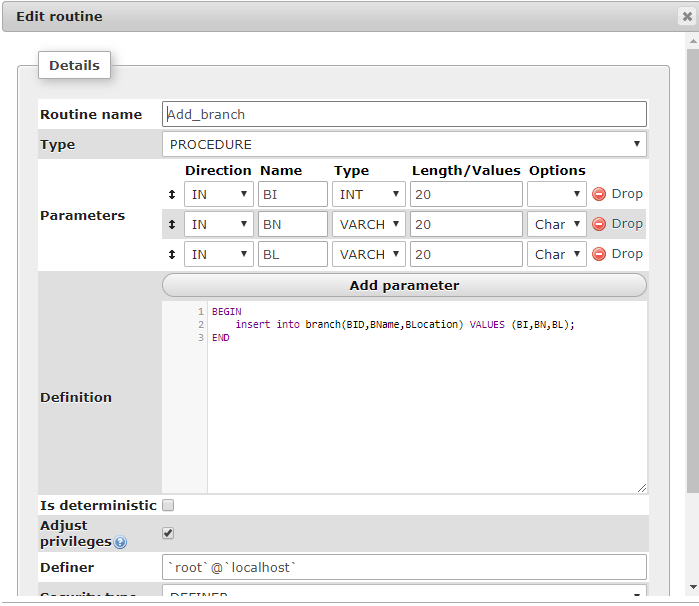 Edit routine
Details
Routine name Add_branch
Type PROCEDURE
Parameters
Direction Name Type Length/Values Options
IN BI INT 20 Drop
IN BN VARCH 20 Char Drop
IN BL VARCH 20 Char Drop
Add parameter
Definition
1 BEGIN
2 insert into branch(BID,BName,BLocation) VALUES (BI,BN,BL);
3 END
Is deterministic
Adjust
privileges
Definer `root`@`localhost`
Security type DEFINER